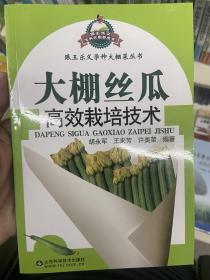 跟王乐义学种大棚菜丛书
大棚丝瓜
高效栽培技术
DAPENG SIGUA GAOXIAO ZAIPEI JISHU
胡永军 王来芳 许美荣 编著
山东科学技术出版社